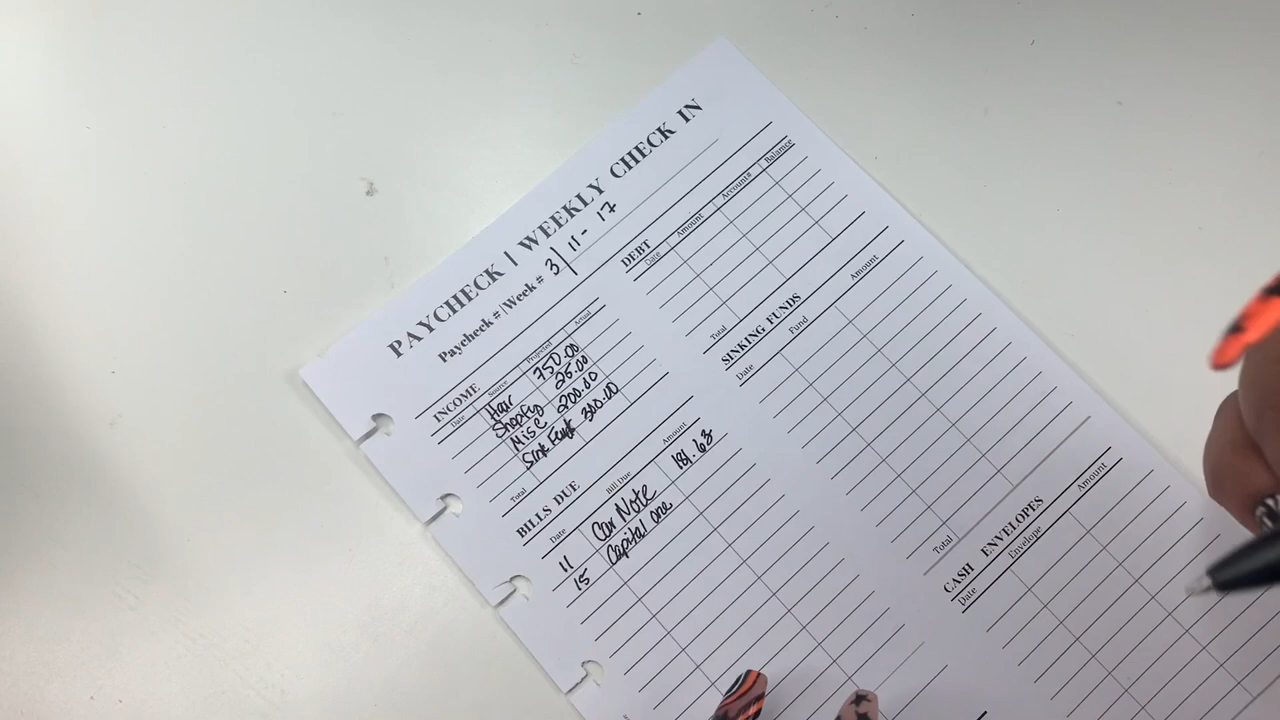 PAYCHECK | WEEKLY CHECK IN
Paycheck #/Week # 3 | 11 - 17
INCOME
Date Source Projected Actual
Hair 750.00
Shopify 25.00
Misc 200.00
Sink Fund 300.00
Total
BILLS DUE
Date Bill Due Amount
11 Car Note 181.63
15 Capital one
DEBT
Date Amount Account# Balance
Total
SINKING FUNDS
Date Fund Amount
Total
CASH ENVELOPES
Date Envelope Amount